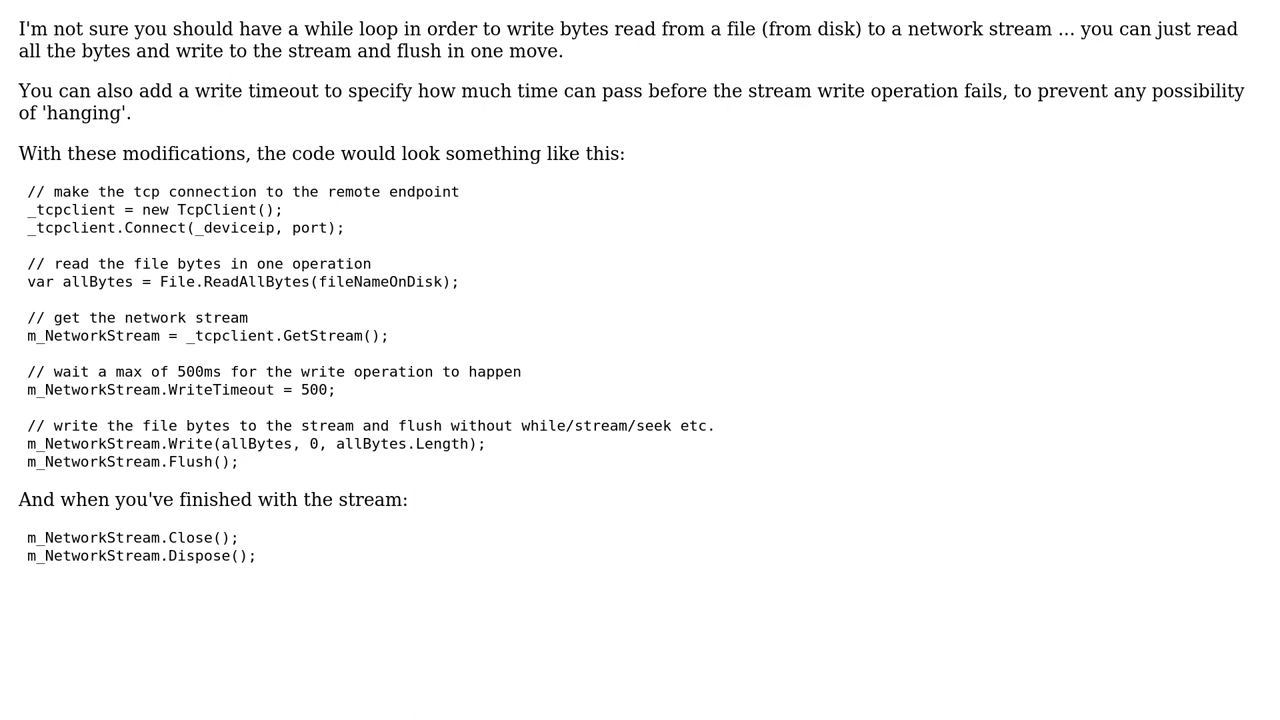 I'm not sure you should have a while loop in order to write bytes read from a file (from disk) to a network stream ... you can just read
all the bytes and write to the stream and flush in one move.
You can also add a write timeout to specify how much time can pass before the stream write operation fails, to prevent any possibility
of 'hanging'.
With these modifications, the code would look something like this:
// make the tcp connection to the remote endpoint
_tcpclient = new TcpClient();
_tcpclient.Connect(_deviceip, port);
// read the file bytes in one operation
var allBytes = File.ReadAllBytes(fileNameOnDisk);
// get the network stream
m_NetworkStream = _tcpclient.GetStream();
// wait a max of 500ms for the write operation to happen
m_NetworkStream.WriteTimeout = 500;
// write the file bytes to the stream and flush without while/stream/seek etc.
m_NetworkStream.Write(allBytes, 0, allBytes.Length);
m_NetworkStream.Flush();
And when you've finished with the stream:
m_NetworkStream.Close();
m_NetworkStream.Dispose();